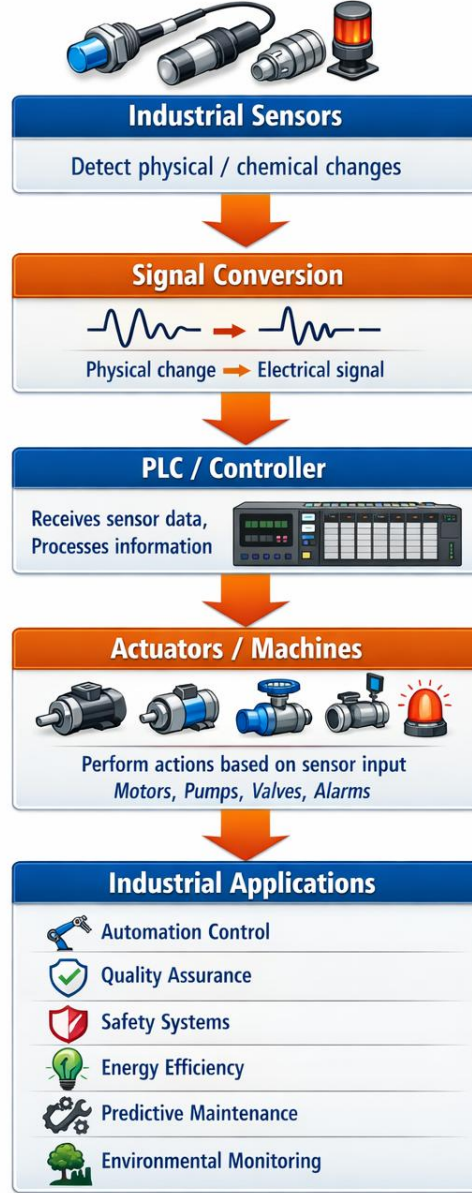 Industrial Sensors
Detect physical / chemical changes
Signal Conversion
Physical change → Electrical signal
PLC / Controller
Receives sensor data,
Processes information
Actuators / Machines
Perform actions based on sensor input
Motors, Pumps, Valves, Alarms
Industrial Applications
Automation Control
Quality Assurance
Safety Systems
Energy Efficiency
Predictive Maintenance
Environmental Monitoring